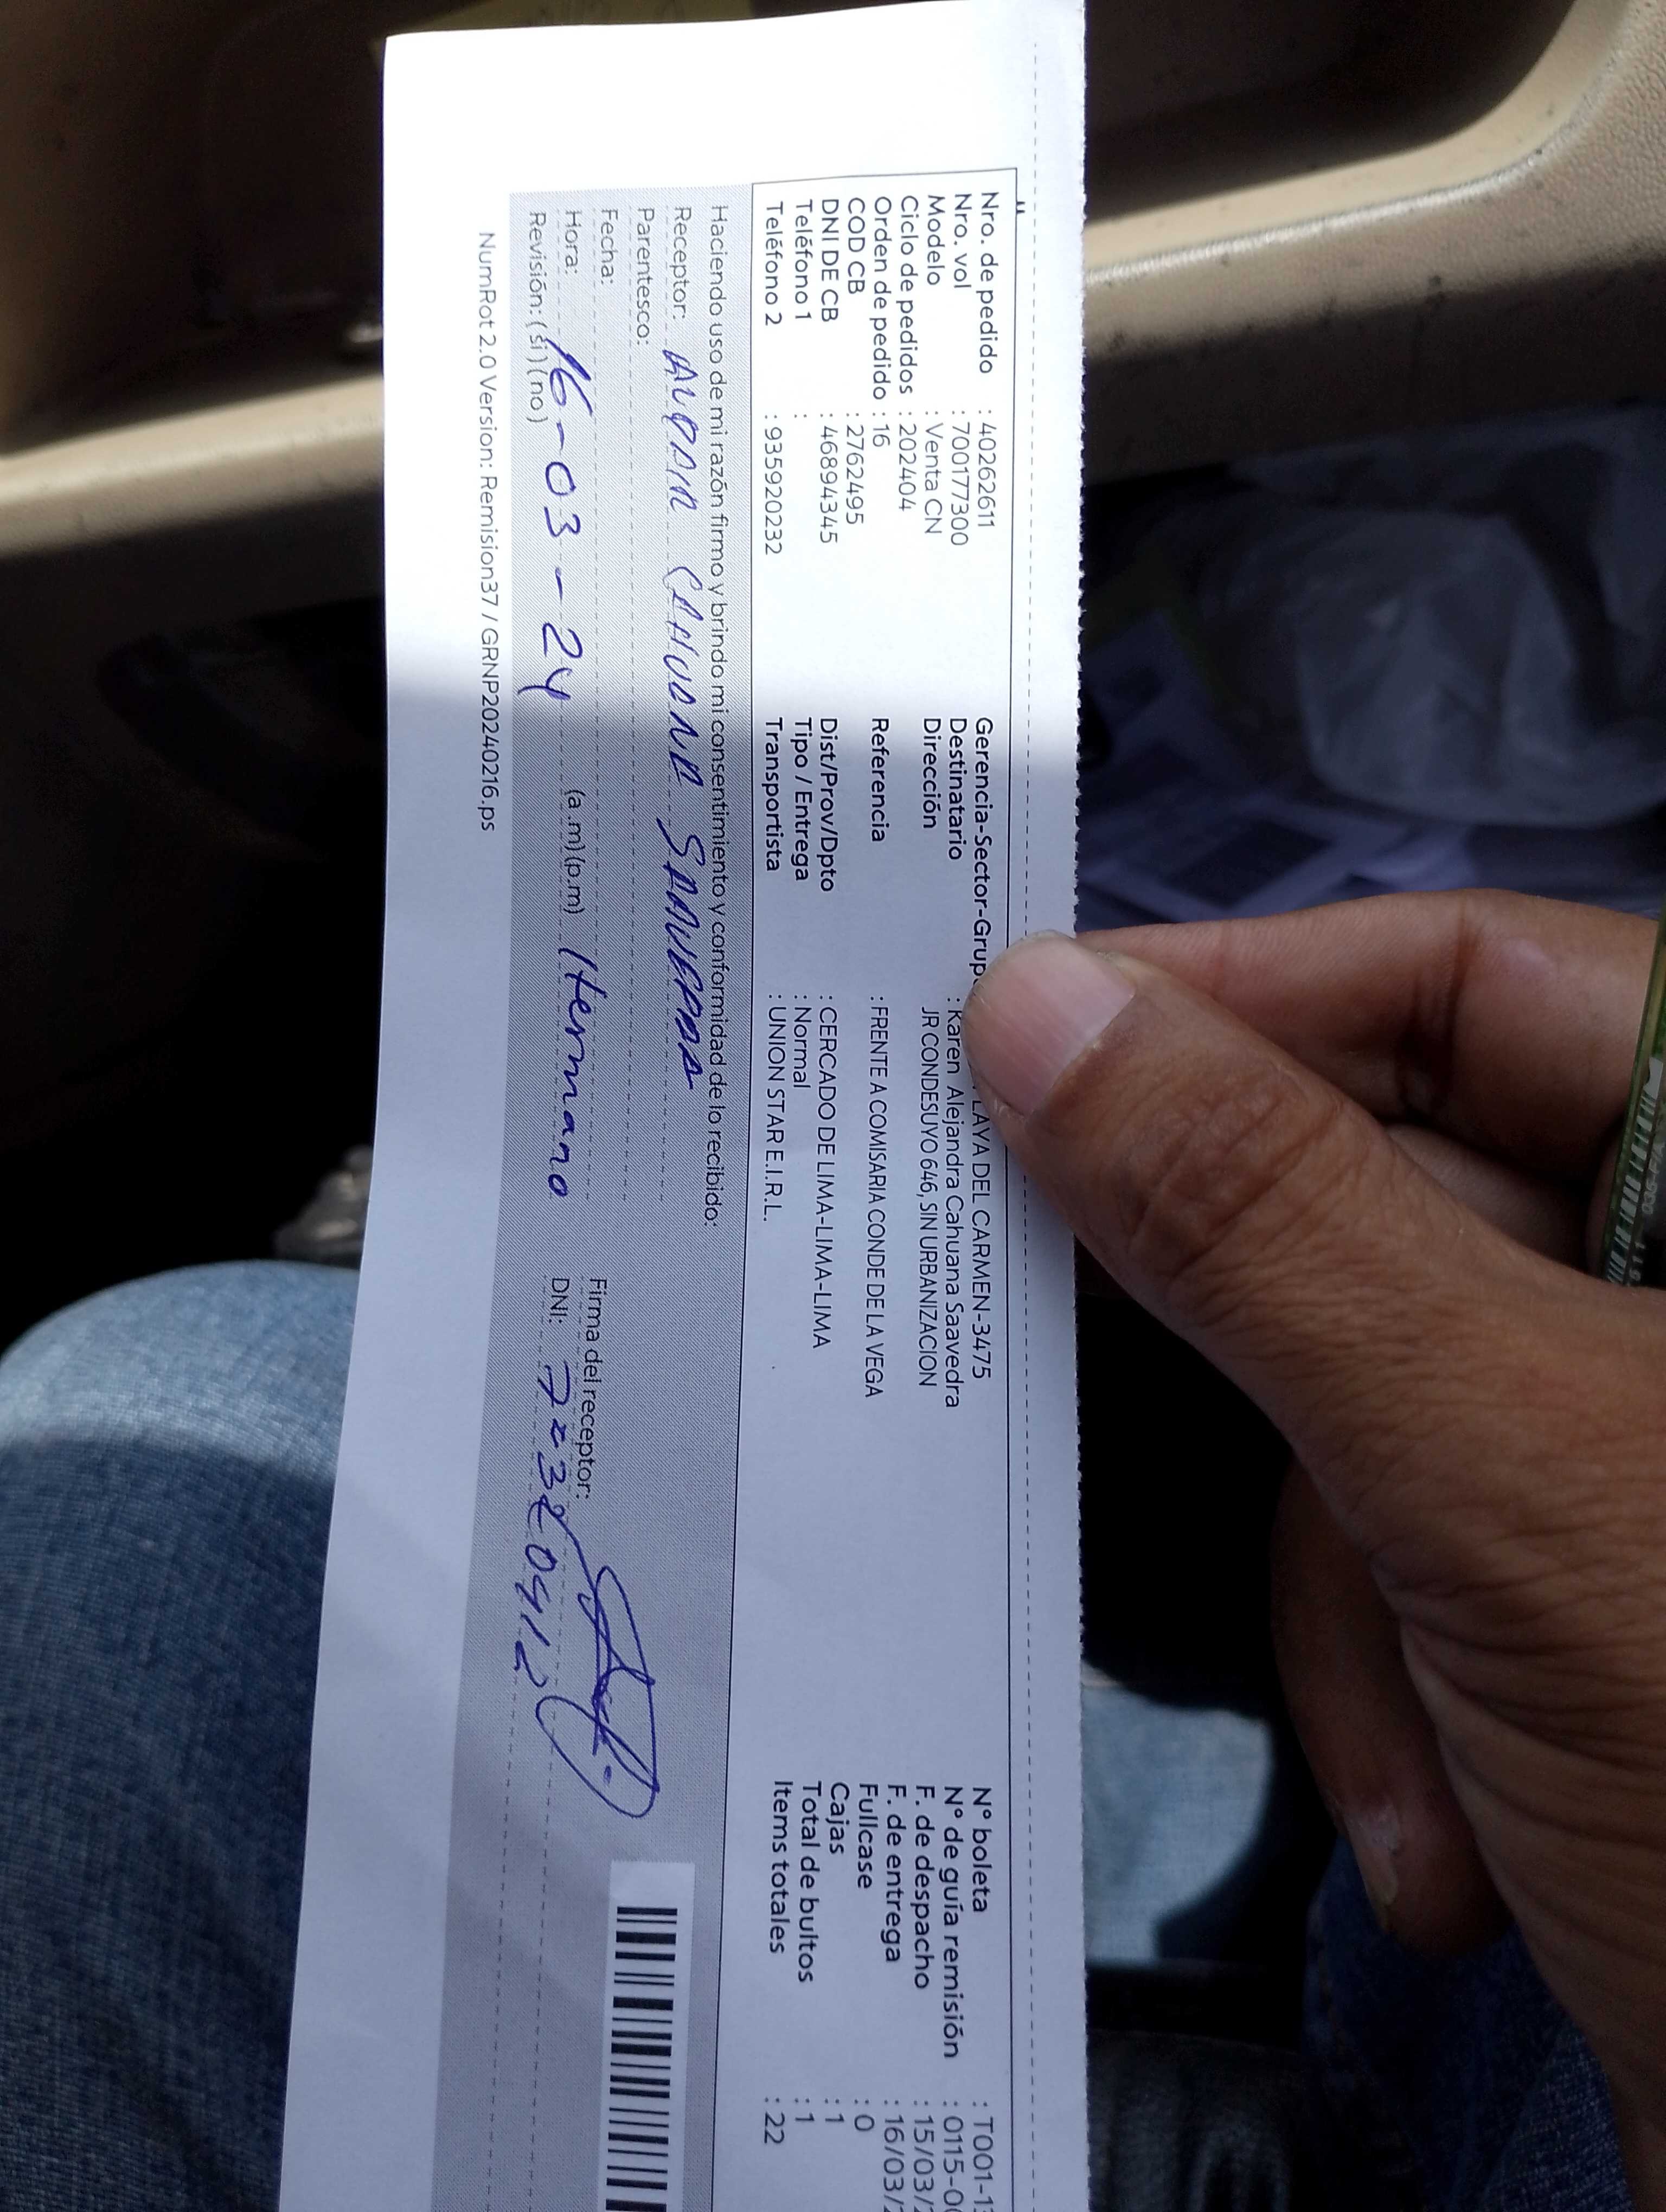 Nro. de pedido : 40262611
Nro. vol : 700177300
Modelo : Venta CN
Ciclo de pedidos : 202404
Orden de pedido : 16
COD CB : 2762495
DNI DE CB : 46894345
Teléfono 1 :
Teléfono 2 : 935920232
Gerencia-Sector-Grup LAYA DEL CARMEN-3475
Destinatario : Karen Alejandra Cahuana Saavedra
Dirección JR CONDESUYO 646, SIN URBANIZACION
Referencia : FRENTE A COMISARIA CONDE DE LA VEGA
Dist/Prov/Dpto : CERCADO DE LIMA-LIMA-LIMA
Tipo / Entrega : Normal
Transportista : UNION STAR E.I.R.L.
N° boleta : T001-1
N° de guía remisión : 0115-0
F. de despacho : 15/03/
F. de entrega : 16/03/
Fullcase : 0
Cajas : 1
Total de bultos : 1
Items totales : 22
Haciendo uso de mi razón firmo y brindo mi consentimiento y conformidad de lo recibido:
Receptor: SAAVEDRA
Parentesco:
Fecha:
Hora: 16-03-24 (a.m)(p.m) Hermano
Revisión: (si)(no)
Firma del receptor:
DNI:
NumRot 2.0 Version: Remision37 / GRNP20240216.ps